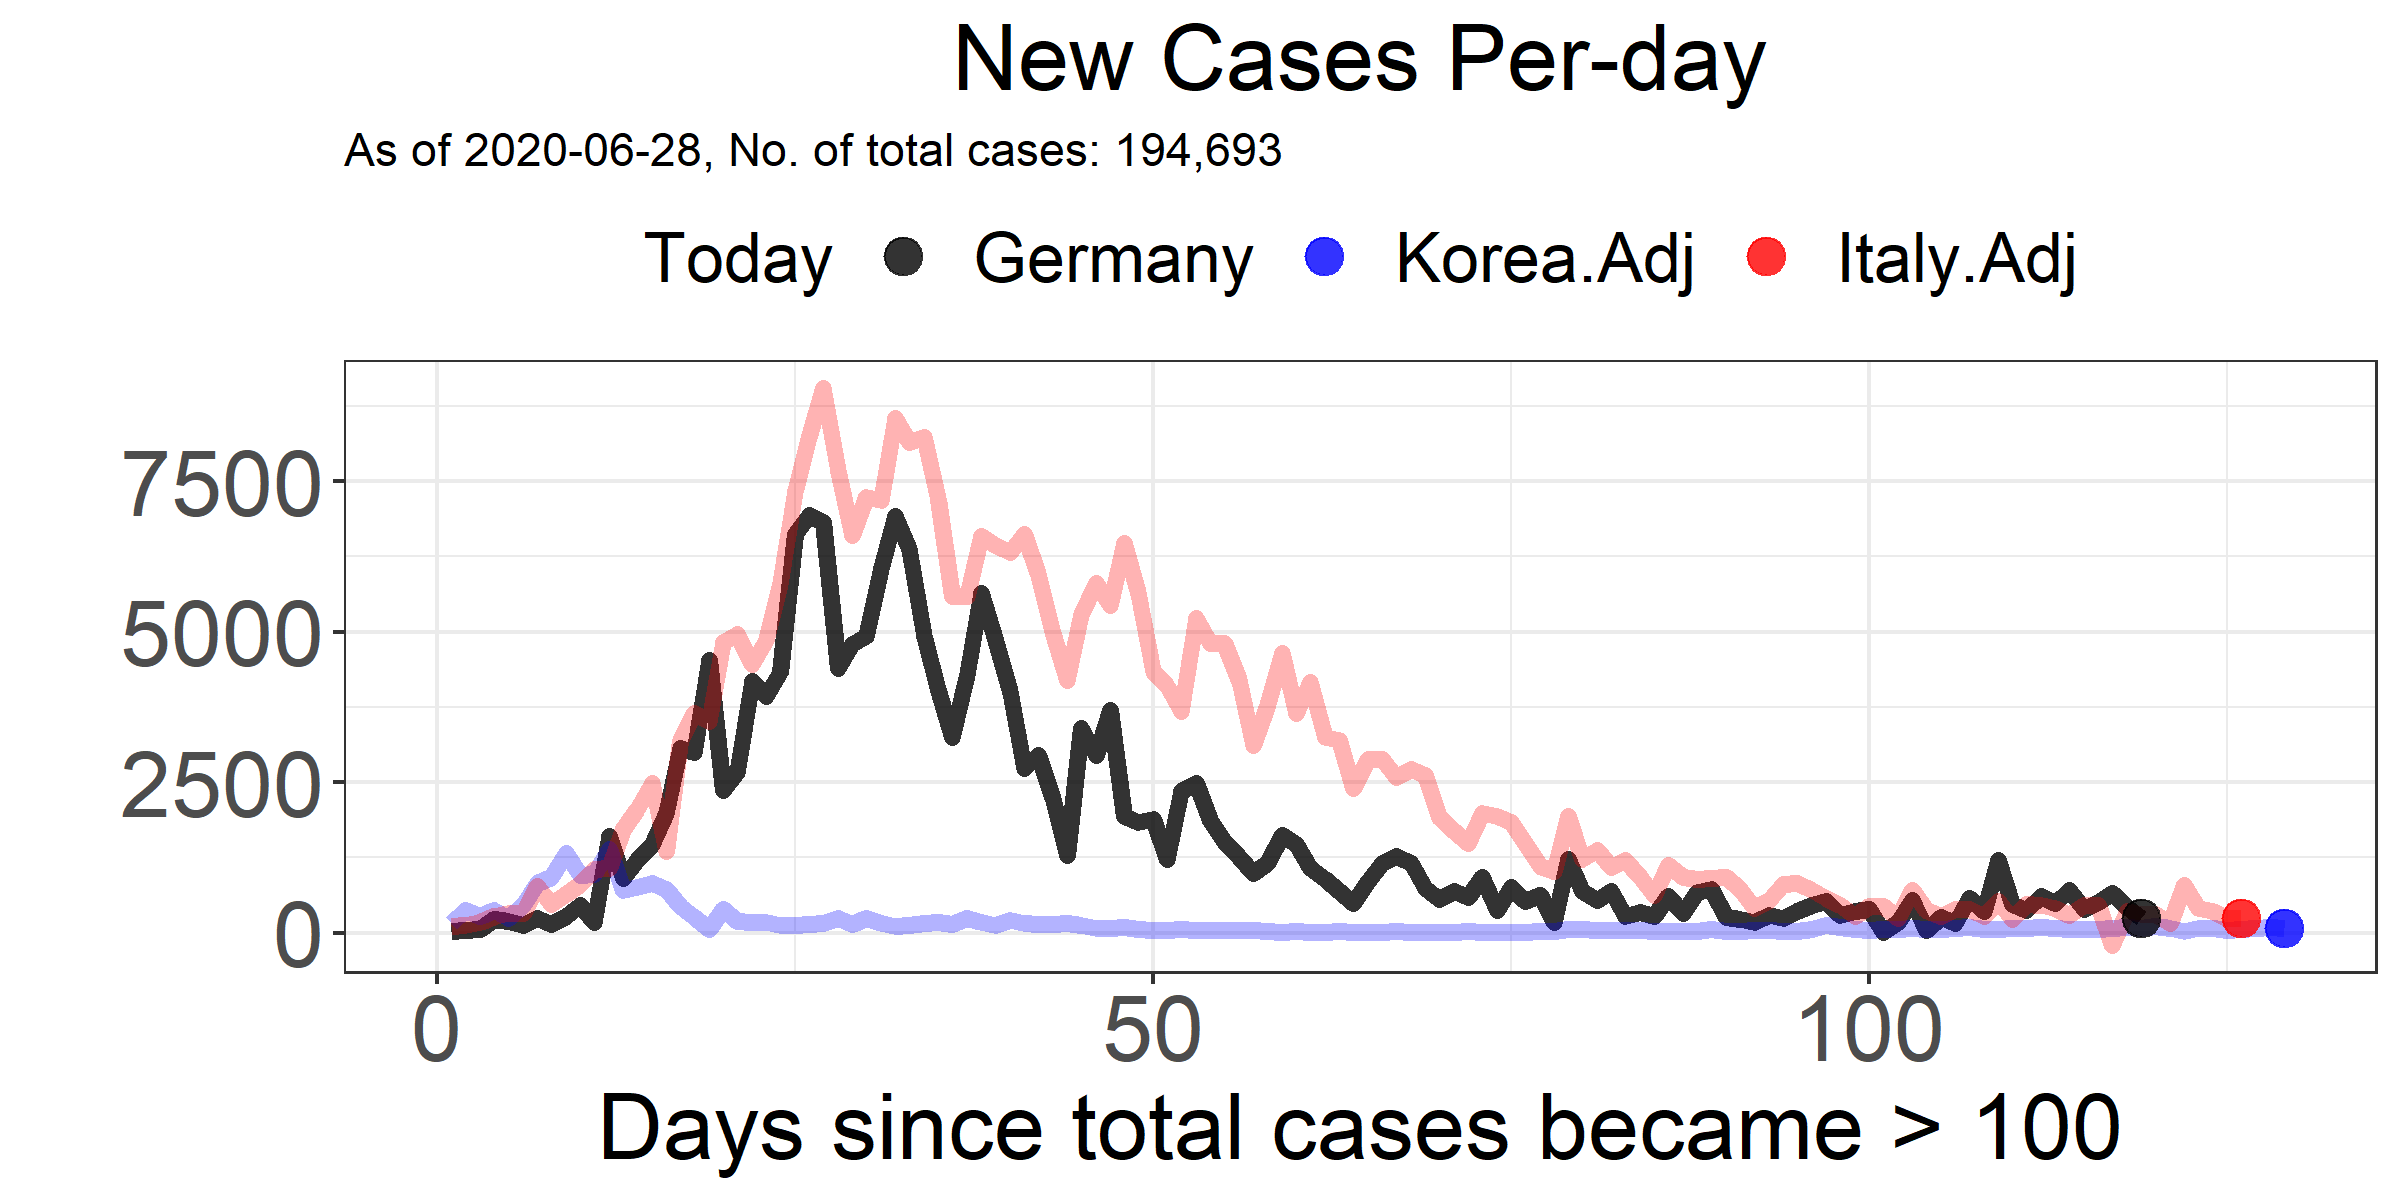 New Cases Per-day
As of 2020-06-28, No. of total cases: 194,693
Today Germany Korea.Adj Italy.Adj
7500
5000
2500
0
0 50 100
Days since total cases became > 100